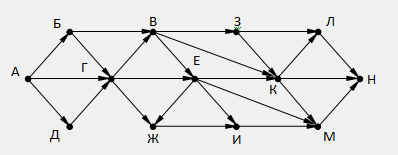 Б В З Л
А Г Е К Н
Д Ж И М